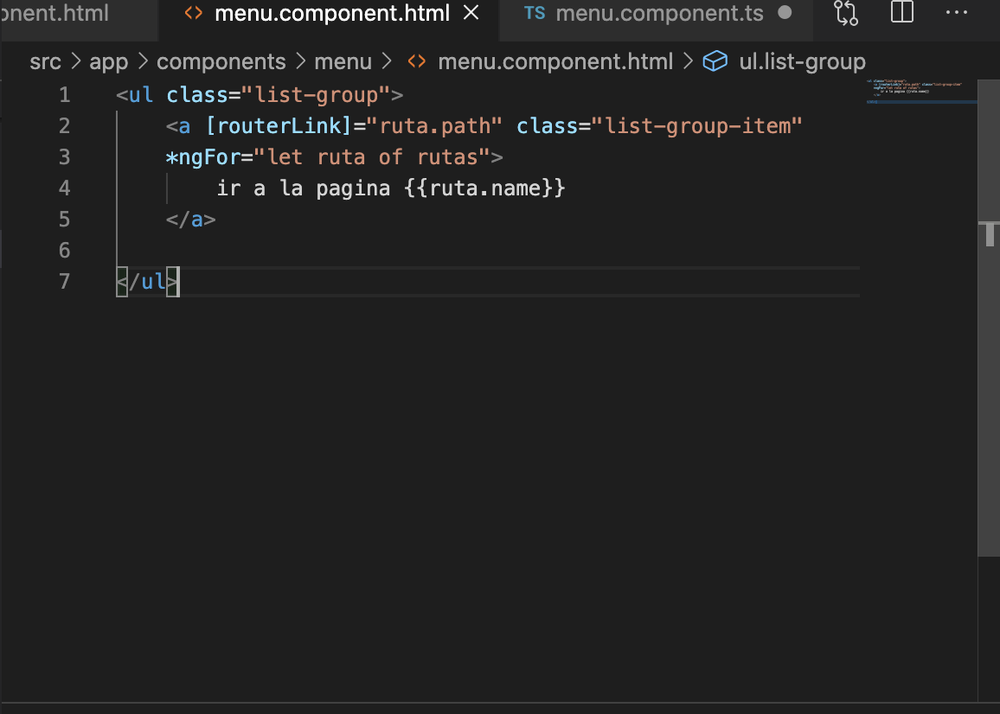 onent.html <> menu.component.html × TS menu.component.ts ● ···
src > app > components > menu > <> menu.component.html > ul.list-group
1 <ul class="list-group">
2     <a [routerLink]="ruta.path" class="list-group-item"
3     *ngFor="let ruta of rutas">
4         ir a la pagina {{ruta.name}}
5     </a>
6
7 </ul>